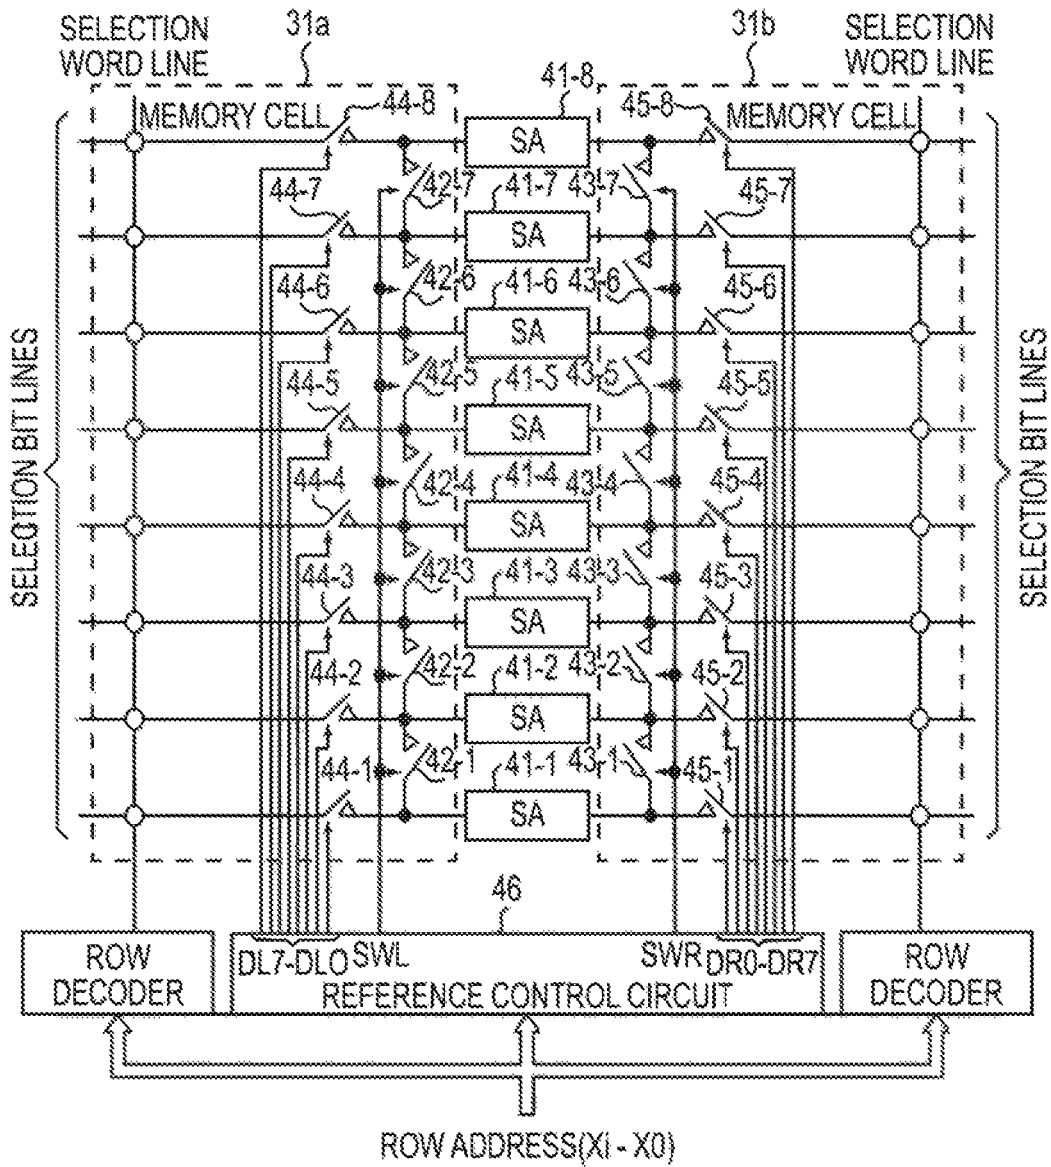 SELECTION
WORD LINE
31a
31b
SELECTION
WORD LINE
41-8
MEMORY CELL
44-8
SA
45-8
MEMORY CELL
44-7
42-7
41-7
43-7
45-7
SA
44-6
42-6
41-6
43-6
45-6
SA
44-5
42-5
41-5
43-5
45-5
SA
44-4
42-4
41-4
43-4
45-4
SA
44-3
42-3
41-3
43-3
45-3
SA
44-2
42-2
41-2
43-2
45-2
SA
44-1
42-1
41-1
43-1
45-1
SA
SELECTION BIT LINES
SELECTION BIT LINES
46
ROW
DECODER
DL7-DL0
SWL
SWR
DR0-DR7
REFERENCE CONTROL CIRCUIT
ROW
DECODER
ROW ADDRESS(Xi - X0)